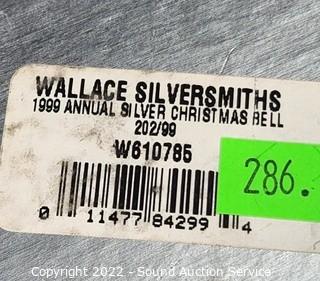 WALLACE SILVERSMITHS
1999 ANNUAL SILVER CHRISTMAS BELL
202/99
W610785
286.
0 11477 84299 4
Copyright 2022 - Sound Auction Service